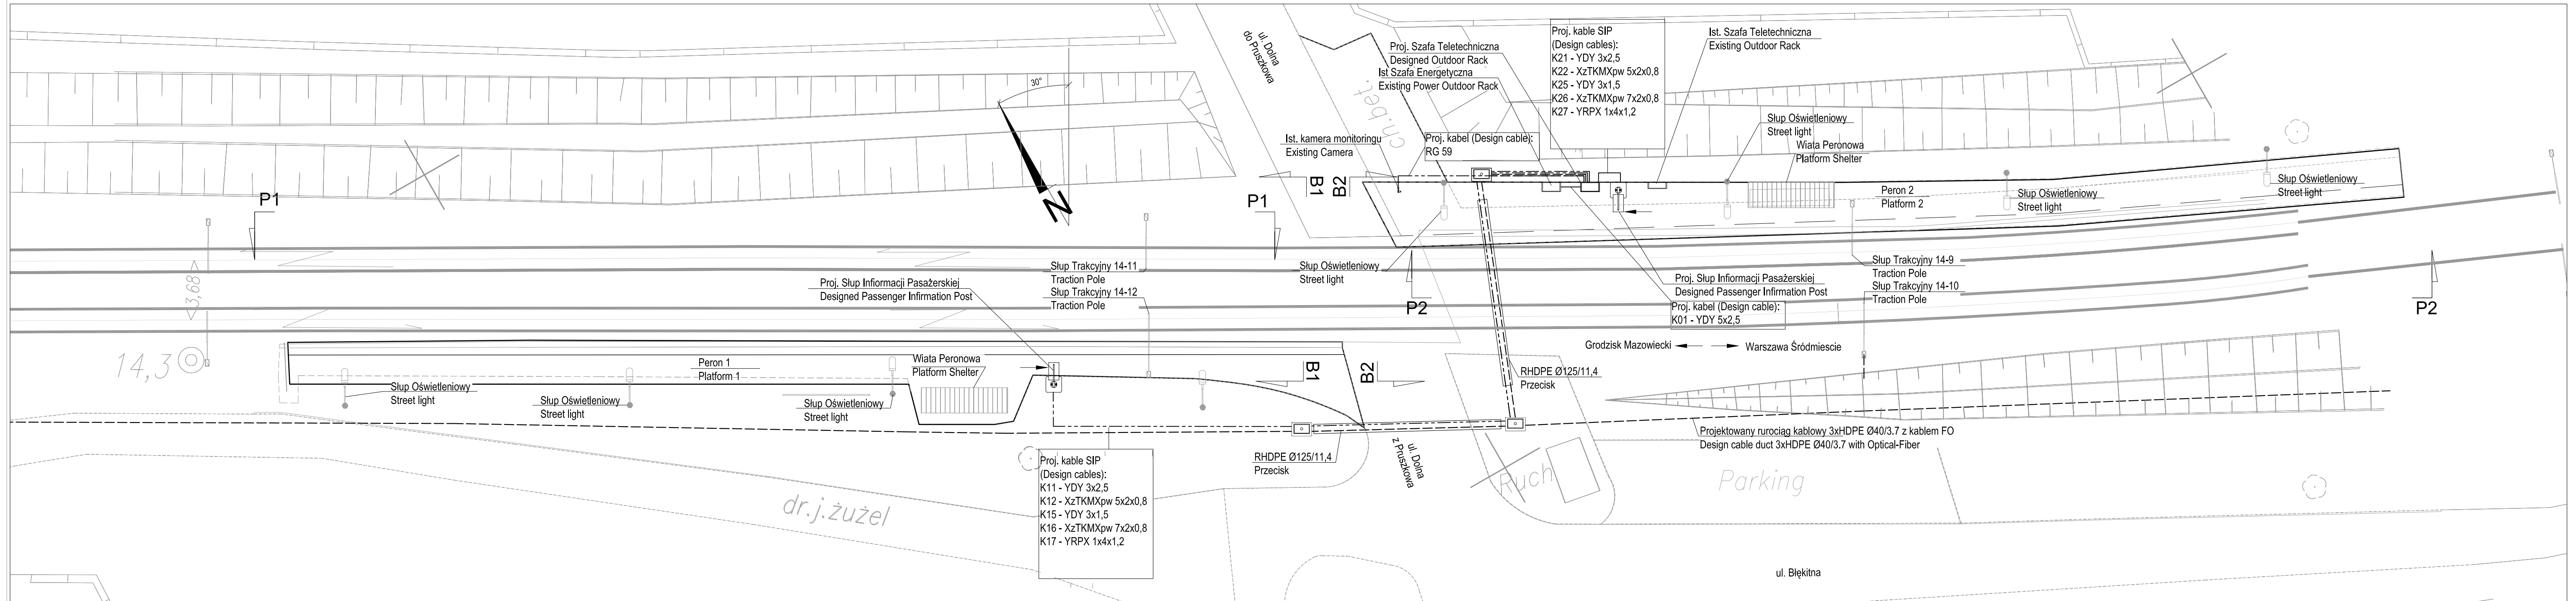 ul. Dolna
do Pruszkowa
Proj. Szafa Teletechniczna
Designed Outdoor Rack
Ist Szafa Energetyczna
Existing Power Outdoor Rack
Proj. kable SIP
(Design cables):
K21 - YDY 3x2,5
K22 - XzTKMXpw 5x2x0,8
K25 - YDY 3x1,5
K26 - XzTKMXpw 7x2x0,8
K27 - YRPX 1x4x1,2
Ist. Szafa Teletechniczna
Existing Outdoor Rack
30°
N
chi.bet.
Ist. kamera monitoringu
Existing Camera
Proj. kabel (Design cable):
RG 59
Słup Oświetleniowy
Street light
Wiata Peronowa
Platform Shelter
P1
P1
B1
B2
Peron 2
Platform 2
Słup Oświetleniowy
Street light
Słup Oświetleniowy
Street light
3,68
Słup Trakcyjny 14-11
Traction Pole
Słup Trakcyjny 14-12
Traction Pole
Słup Oświetleniowy
Street light
Proj. Słup Infiormacji Pasażerskiej
Designed Passenger Infirmation Post
P2
Proj. Słup Infiormacji Pasażerskiej
Designed Passenger Infirmation Post
Proj. kabel (Design cable):
K01 - YDY 5x2,5
Słup Trakcyjny 14-9
Traction Pole
Słup Trakcyjny 14-10
Traction Pole
P2
Grodzisk Mazowiecki
Warszawa Śródmiescie
14,3
Peron 1
Platform 1
Wiata Peronowa
Platform Shelter
B1
B2
RHDPE Ø125/11,4
Przecisk
Słup Oświetleniowy
Street light
Słup Oświetleniowy
Street light
Słup Oświetleniowy
Street light
Projektowany rurociąg kablowy 3xHDPE Ø40/3.7 z kablem FO
Design cable duct 3xHDPE Ø40/3.7 with Optical-Fiber
RHDPE Ø125/11,4
Przecisk
ul. Dolna
z Pruszkowa
Proj. kable SIP
(Design cables):
K11 - YDY 3x2,5
K12 - XzTKMXpw 5x2x0,8
K15 - YDY 3x1,5
K16 - XzTKMXpw 7x2x0,8
K17 - YRPX 1x4x1,2
dr.j.żużel
Ruch
Parking
ul. Błękitna